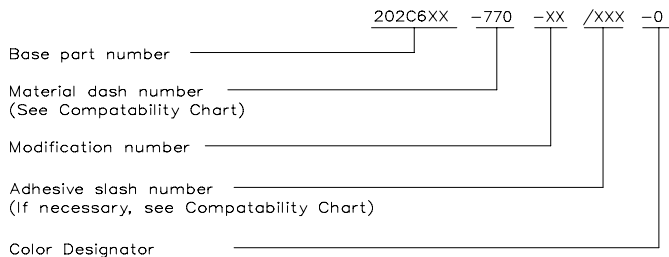 202C6XX -770 -XX /XXX -0
Base part number
Material dash number
(See Compatability Chart)
Modification number
Adhesive slash number
(If necessary, see Compatability Chart)
Color Designator